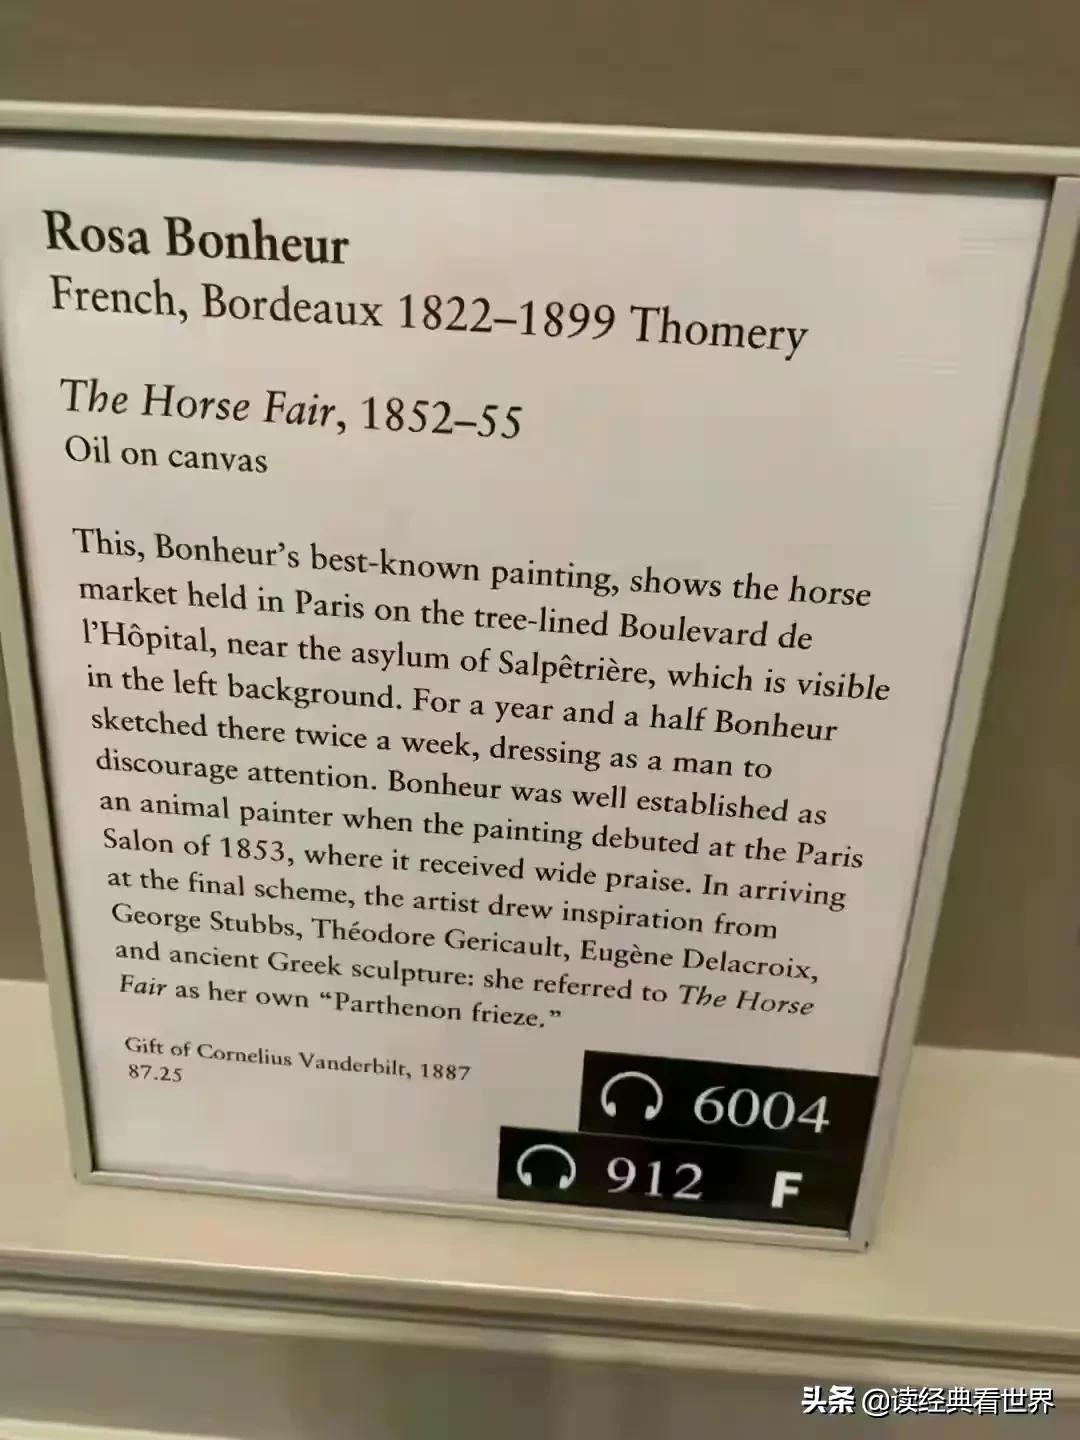 Rosa Bonheur
French, Bordeaux 1822–1899 Thomery
The Horse Fair, 1852–55
Oil on canvas
This, Bonheur's best-known painting, shows the horse
market held in Paris on the tree-lined Boulevard de
l'Hôpital, near the asylum of Salpêtrière, which is visible
in the left background. For a year and a half Bonheur
sketched there twice a week, dressing as a man to
discourage attention. Bonheur was well established as
an animal painter when the painting debuted at the Paris
Salon of 1853, where it received wide praise. In arriving
at the final scheme, the artist drew inspiration from
George Stubbs, Théodore Gericault, Eugène Delacroix,
and ancient Greek sculpture: she referred to The Horse
Fair as her own “Parthenon frieze.”
Gift of Cornelius Vanderbilt, 1887
87.25
6004
912 F
头条 @读经典看世界